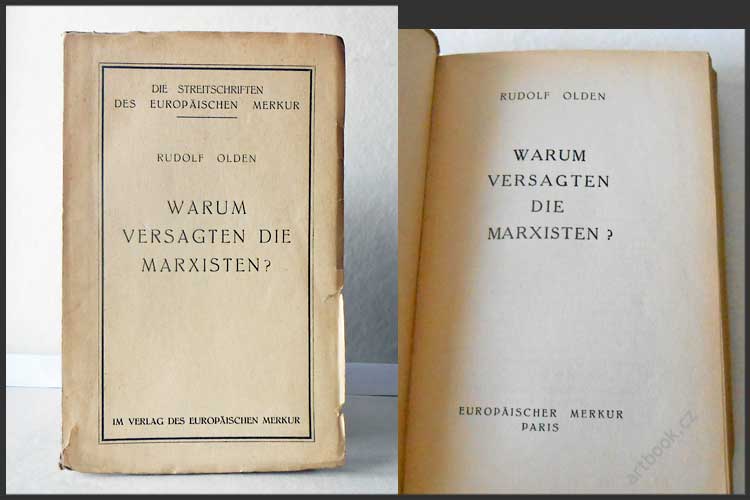 DIE STREITSCHRIFTEN
DES EUROPÄISCHEN MERKUR
RUDOLF OLDEN
WARUM
VERSAGTEN DIE
MARXISTEN?
IM VERLAG DES EUROPÄISCHEN MERKUR
RUDOLF OLDEN
WARUM
VERSAGTEN
DIE
MARXISTEN?
EUROPÄISCHER MERKUR
PARIS
artbook.cz